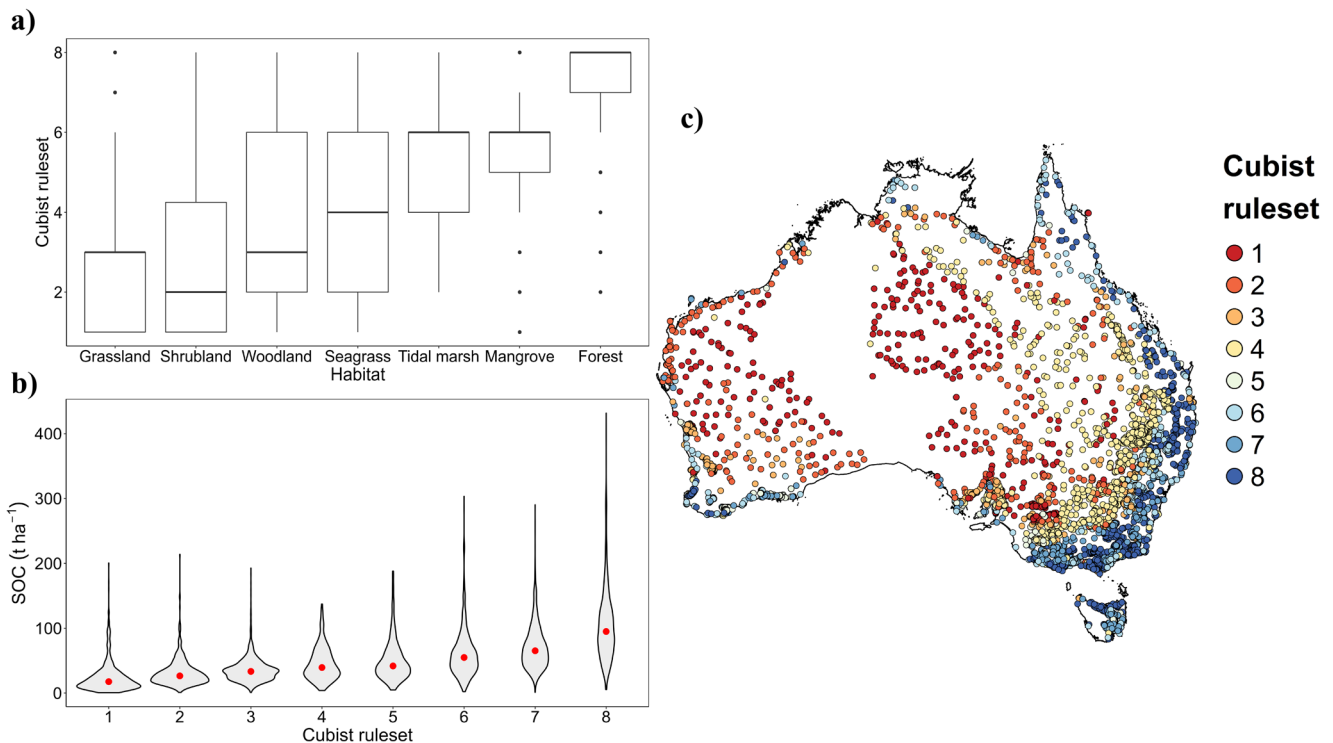 a)
8
6
4
2
Cubist ruleset
Grassland Shrubland Woodland Seagrass Tidal marsh Mangrove Forest
Habitat
b)
400
300
200
100
0
SOC (t ha⁻¹)
1 2 3 4 5 6 7 8
Cubist ruleset
c)
Cubist
ruleset
1
2
3
4
5
6
7
8